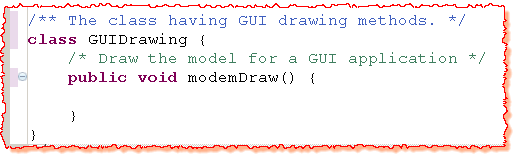 /** The class having GUI drawing methods. */
class GUIDrawing {
/* Draw the model for a GUI application */
public void modemDraw() {
}
}